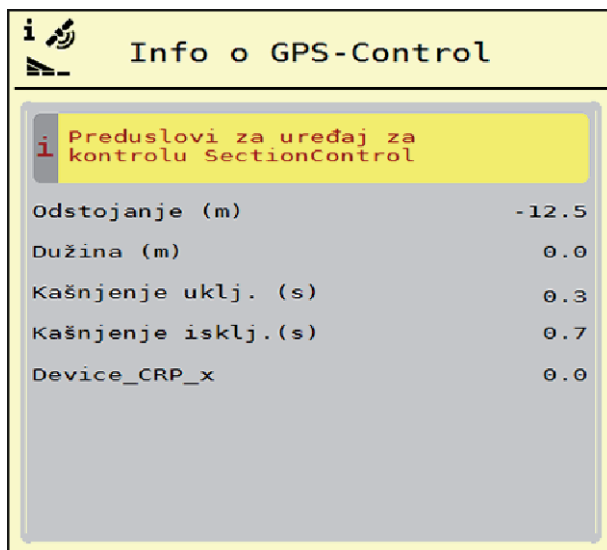 i
Info o GPS-Control
i
Preduslovi za uređaj za
kontrolu SectionControl
Odstojanje (m) -12.5
Dužina (m) 0.0
Kašnjenje uklj. (s) 0.3
Kašnjenje isklj.(s) 0.7
Device_CRP_x 0.0